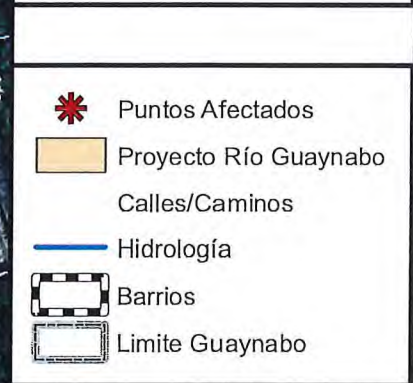 Puntos Afectados
Proyecto Río Guaynabo
Calles/Caminos
Hidrología
Barrios
Limite Guaynabo